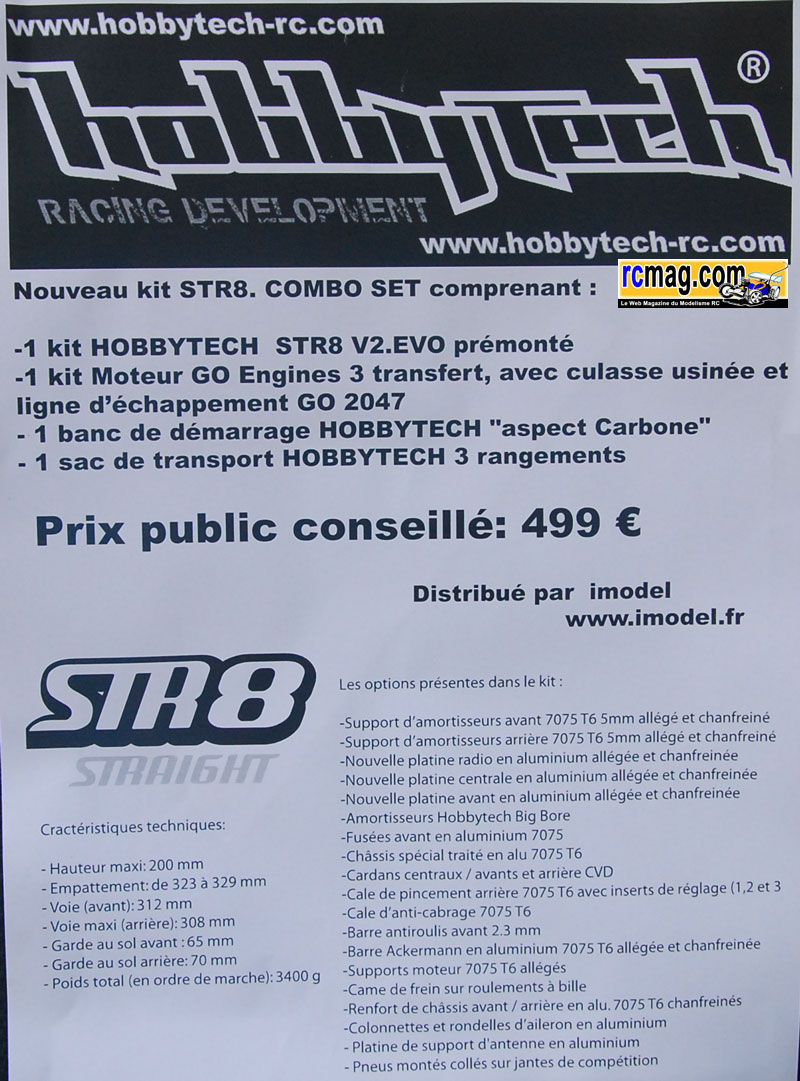 www.hobbytech-rc.com
hobbytech®
RACING DEVELOPMENT
www.hobbytech-rc.com
rcmag.com
Le Web Magazine du Modelisme RC
Nouveau kit STR8. COMBO SET comprenant :
-1 kit HOBBYTECH STR8 V2.EVO prémonté
-1 kit Moteur GO Engines 3 transfert, avec culasse usinée et
ligne d'échappement GO 2047
- 1 banc de démarrage HOBBYTECH "aspect Carbone"
- 1 sac de transport HOBBYTECH 3 rangements
Prix public conseillé: 499 €
Distribué par imodel
www.imodel.fr
STR8
STRAIGHT
Cractéristiques techniques:
- Hauteur maxi: 200 mm
- Empattement: de 323 à 329 mm
- Voie (avant): 312 mm
- Voie maxi (arrière): 308 mm
- Garde au sol avant : 65 mm
- Garde au sol arrière: 70 mm
- Poids total (en ordre de marche): 3400 g
Les options présentes dans le kit :
-Support d'amortisseurs avant 7075 T6 5mm allégé et chanfreiné
-Support d'amortisseurs arrière 7075 T6 5mm allégé et chanfreiné
-Nouvelle platine radio en aluminium allégée et chanfreinée
-Nouvelle platine centrale en aluminium allégée et chanfreinée
-Nouvelle platine avant en aluminium allégée et chanfreinée
-Amortisseurs Hobbytech Big Bore
-Fusées avant en aluminium 7075
-Châssis spécial traité en alu 7075 T6
-Cardans centraux / avants et arrière CVD
-Cale de pincement arrière 7075 T6 avec inserts de réglage (1,2 et 3
-Cale d'anti-cabrage 7075 T6
-Barre antiroulis avant 2.3 mm
-Barre Ackermann en aluminium 7075 T6 allégée et chanfreinée
-Supports moteur 7075 T6 allégés
-Came de frein sur roulements à bille
-Renfort de châssis avant / arrière en alu. 7075 T6 chanfreinés
-Colonnettes et rondelles d'aileron en aluminium
- Platine de support d'antenne en aluminium
- Pneus montés collés sur jantes de compétition